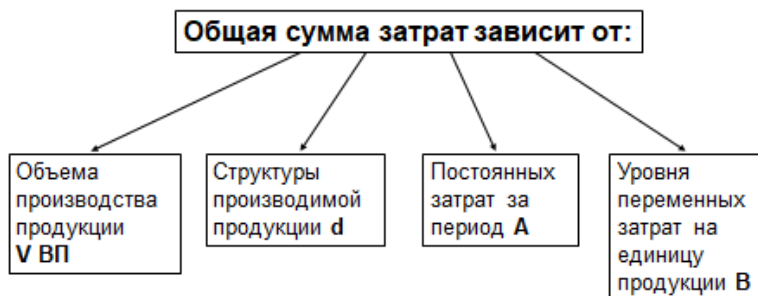 Общая сумма затрат зависит от:
Объема
производства
продукции
V ВП
Структуры
производимой
продукции d
Постоянных
затрат за
период А
Уровня
переменных
затрат на
единицу
продукции В